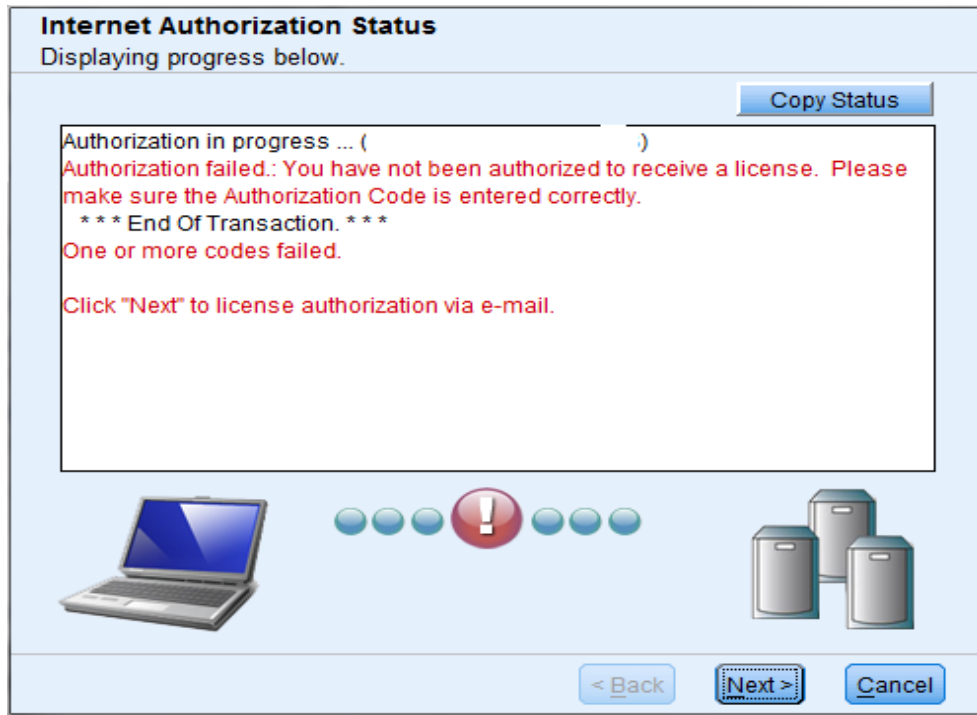 Internet Authorization Status
Displaying progress below.
Copy Status
Authorization in progress ... ( )
Authorization failed.: You have not been authorized to receive a license. Please
make sure the Authorization Code is entered correctly.
* * * End Of Transaction. * * *
One or more codes failed.
Click "Next" to license authorization via e-mail.
!
< Back
Next >
Cancel